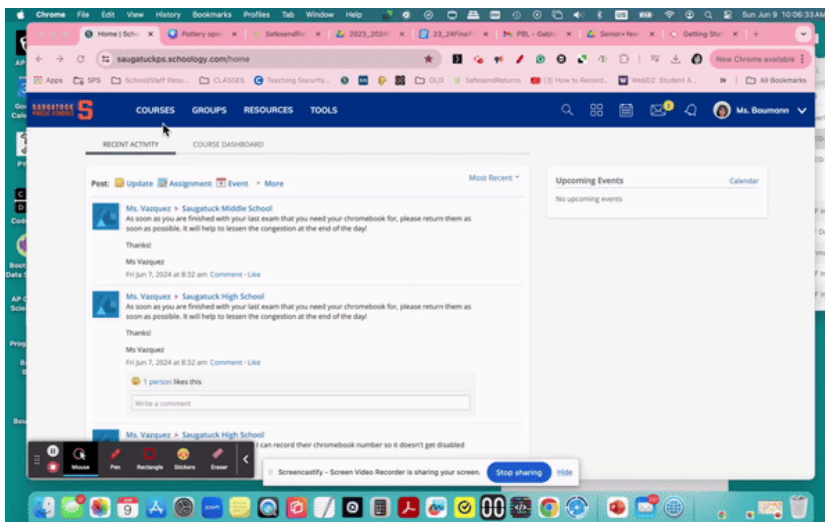 Chrome File Edit View History Bookmarks Profiles Tab Window Help US Sun Jun 9 10:06:33 AM
Home | Scho Pottery ope SafesendRe 2023_2024 23_24Final PBL - Gabb Senior+Year Getting Star
saugatuckps.schoology.com/home New Chrome available
Apps SPS School/Staff Reso... CLASSES Teaching Security... OLD SafesendReturns (3) How to Record... Web02: Student A... All Bookmarks
SAUGATUCK PUBLIC SCHOOLS S COURSES GROUPS RESOURCES TOOLS Ms. Baumann
RECENT ACTIVITY COURSE DASHBOARD
Post: Update Assignment Event More Most Recent
Upcoming Events Calendar
No upcoming events
Ms. Vazquez Saugatuck Middle School
As soon as you are finished with your last exam that you need your chromebook for, please return them as
soon as possible. It will help to lessen the congestion at the end of the day!
Thanks!
Ms Vazquez
Fri Jun 7, 2024 at 8:32 am Comment · Like
Ms. Vazquez Saugatuck High School
As soon as you are finished with your last exam that you need your chromebook for, please return them as
soon as possible. It will help to lessen the congestion at the end of the day!
Thanks!
Ms Vazquez
Fri Jun 7, 2024 at 8:32 am Comment · Like
1 person likes this
Write a comment
Ms. Vazquez Saugatuck High School
I can record their chromebook number so it doesn't get disabled
Mouse Pen Rectangle Stickers Eraser
Screencastify - Screen Video Recorder is sharing your screen. Stop sharing Hide
9